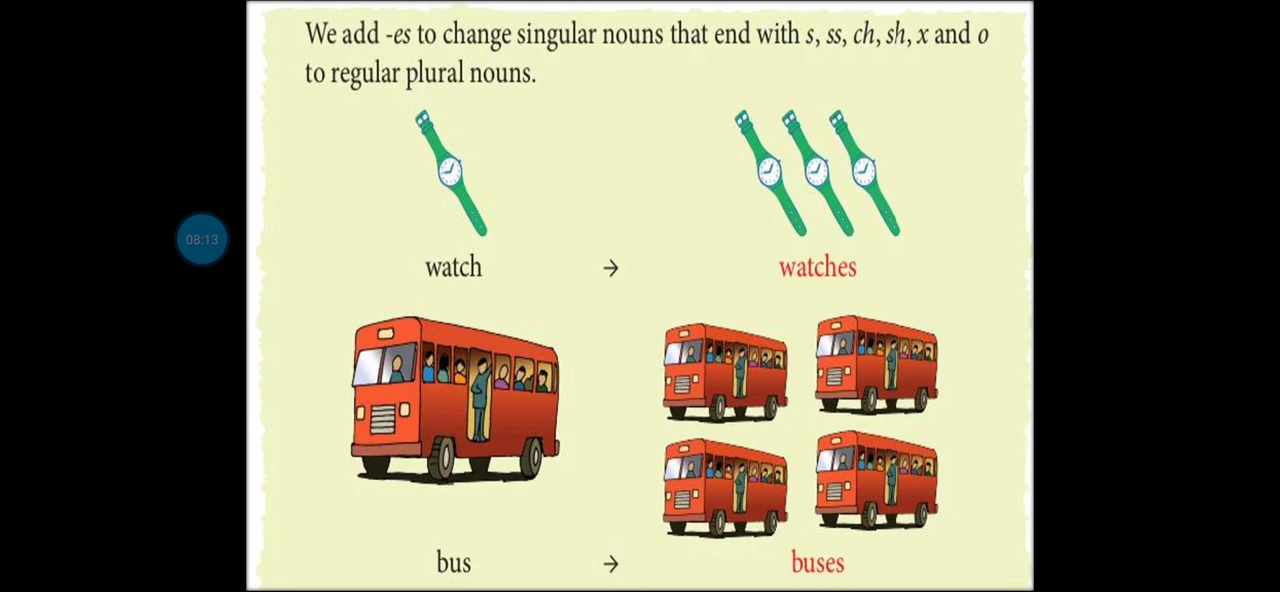 We add -es to change singular nouns that end with s, ss, ch, sh, x and o
to regular plural nouns.
08:13
watch → watches
bus → buses